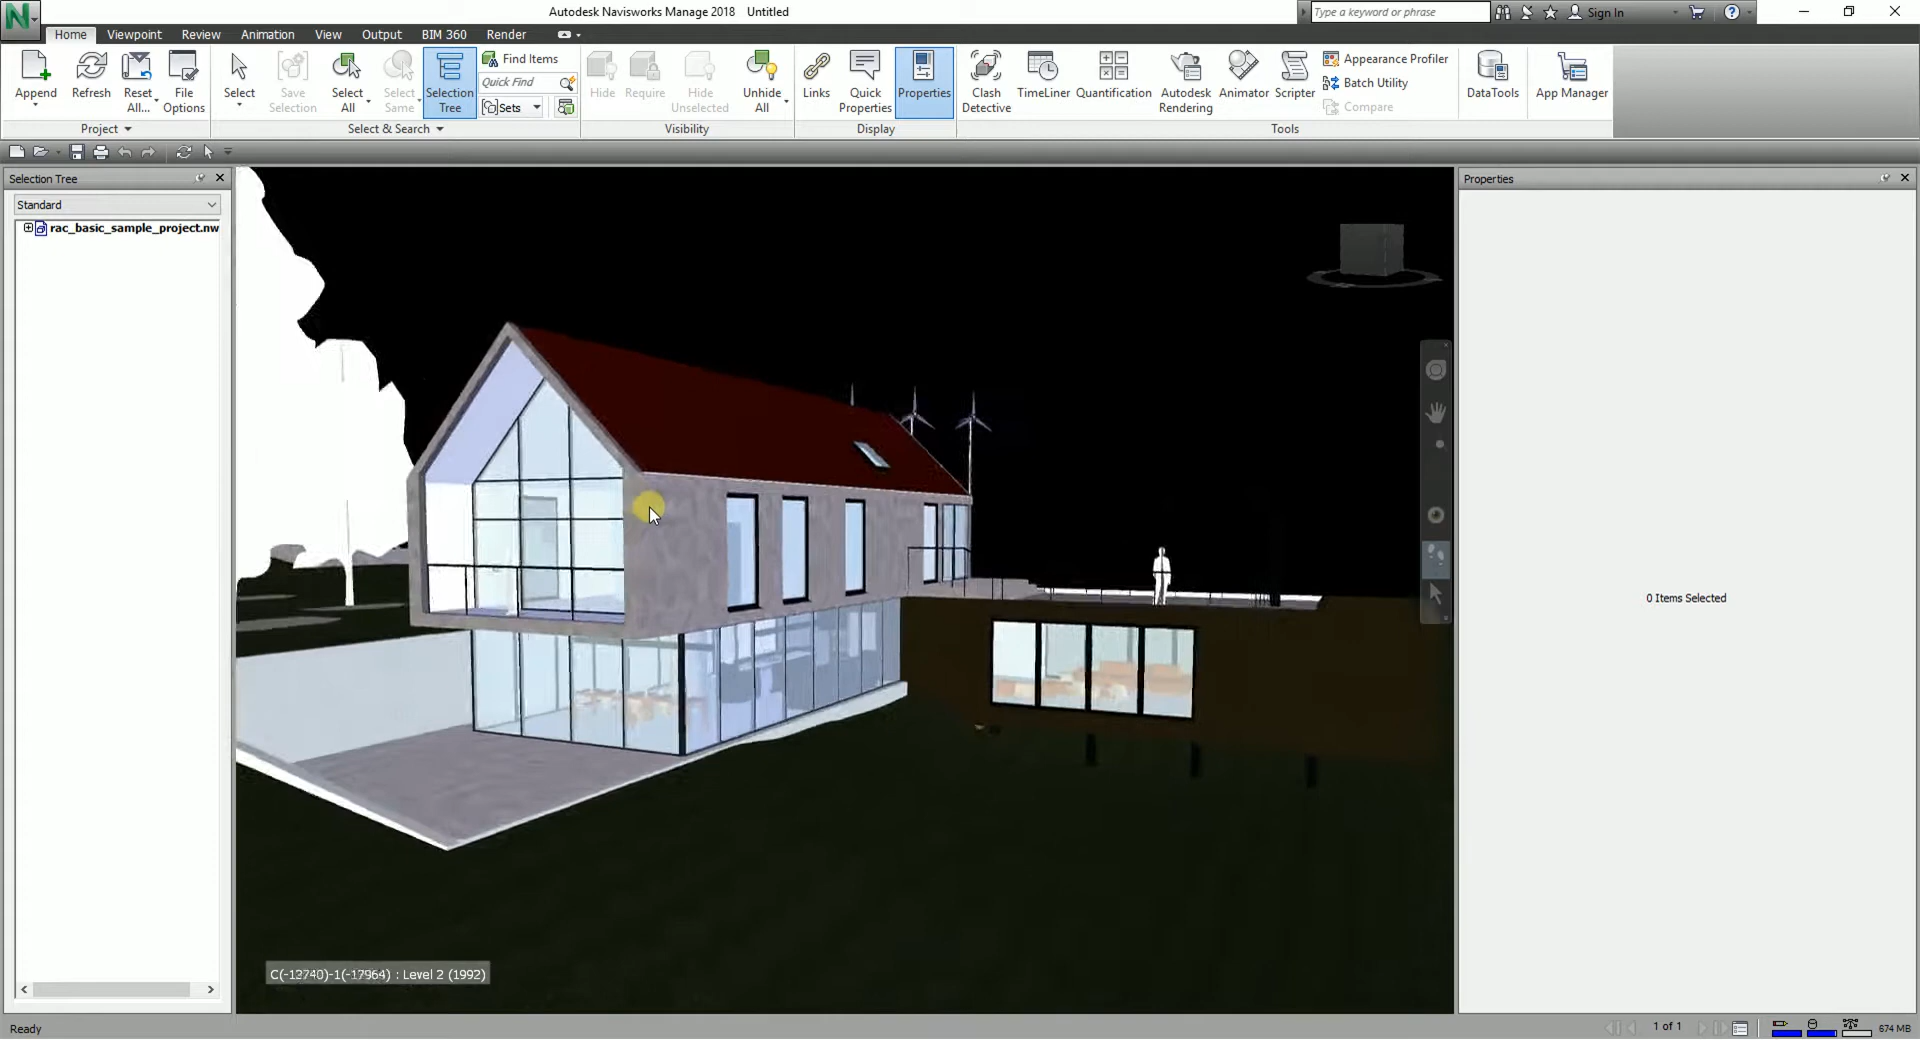 Autodesk Navisworks Manage 2018 Untitled
Type a keyword or phrase
Sign In
Home Viewpoint Review Animation View Output BIM 360 Render
Append
Refresh
Reset
All...
File
Options
Project
Select
Save
Selection
Select
All
Select
Same
Selection
Tree
Find Items
Quick Find
Sets
Select & Search
Hide
Require
Hide
Unselected
Unhide
All
Visibility
Links
Quick
Properties
Properties
Display
Clash
Detective
TimeLiner
Quantification
Autodesk
Rendering
Animator
Scripter
Appearance Profiler
Batch Utility
Compare
Tools
DataTools
App Manager
Selection Tree
Standard
rac_basic_sample_project.nw
Properties
0 Items Selected
C(-12740)-1(-17964) : Level 2 (1992)
Ready
1 of 1
674 MB